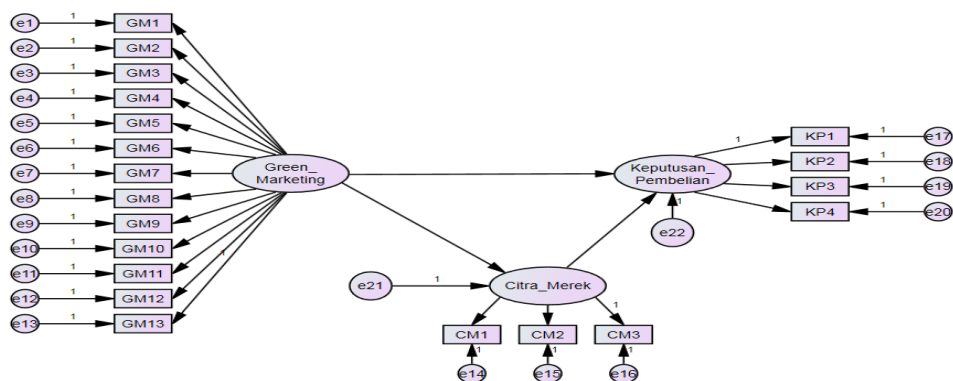 e1 1 GM1
e2 1 GM2
e3 1 GM3
e4 1 GM4
e5 1 GM5
e6 1 GM6
e7 1 GM7
e8 1 GM8
e9 1 GM9
e10 1 GM10
e11 1 GM11
e12 1 GM12
e13 1 GM13
1
Green_
Marketing
Keputusan_
Pembelian
1 KP1 1 e17
KP2 1 e18
KP3 1 e19
KP4 1 e20
1
e22
e21 1 Citra_Merek
1
CM1 CM2 CM3
1 1 1
e14 e15 e16